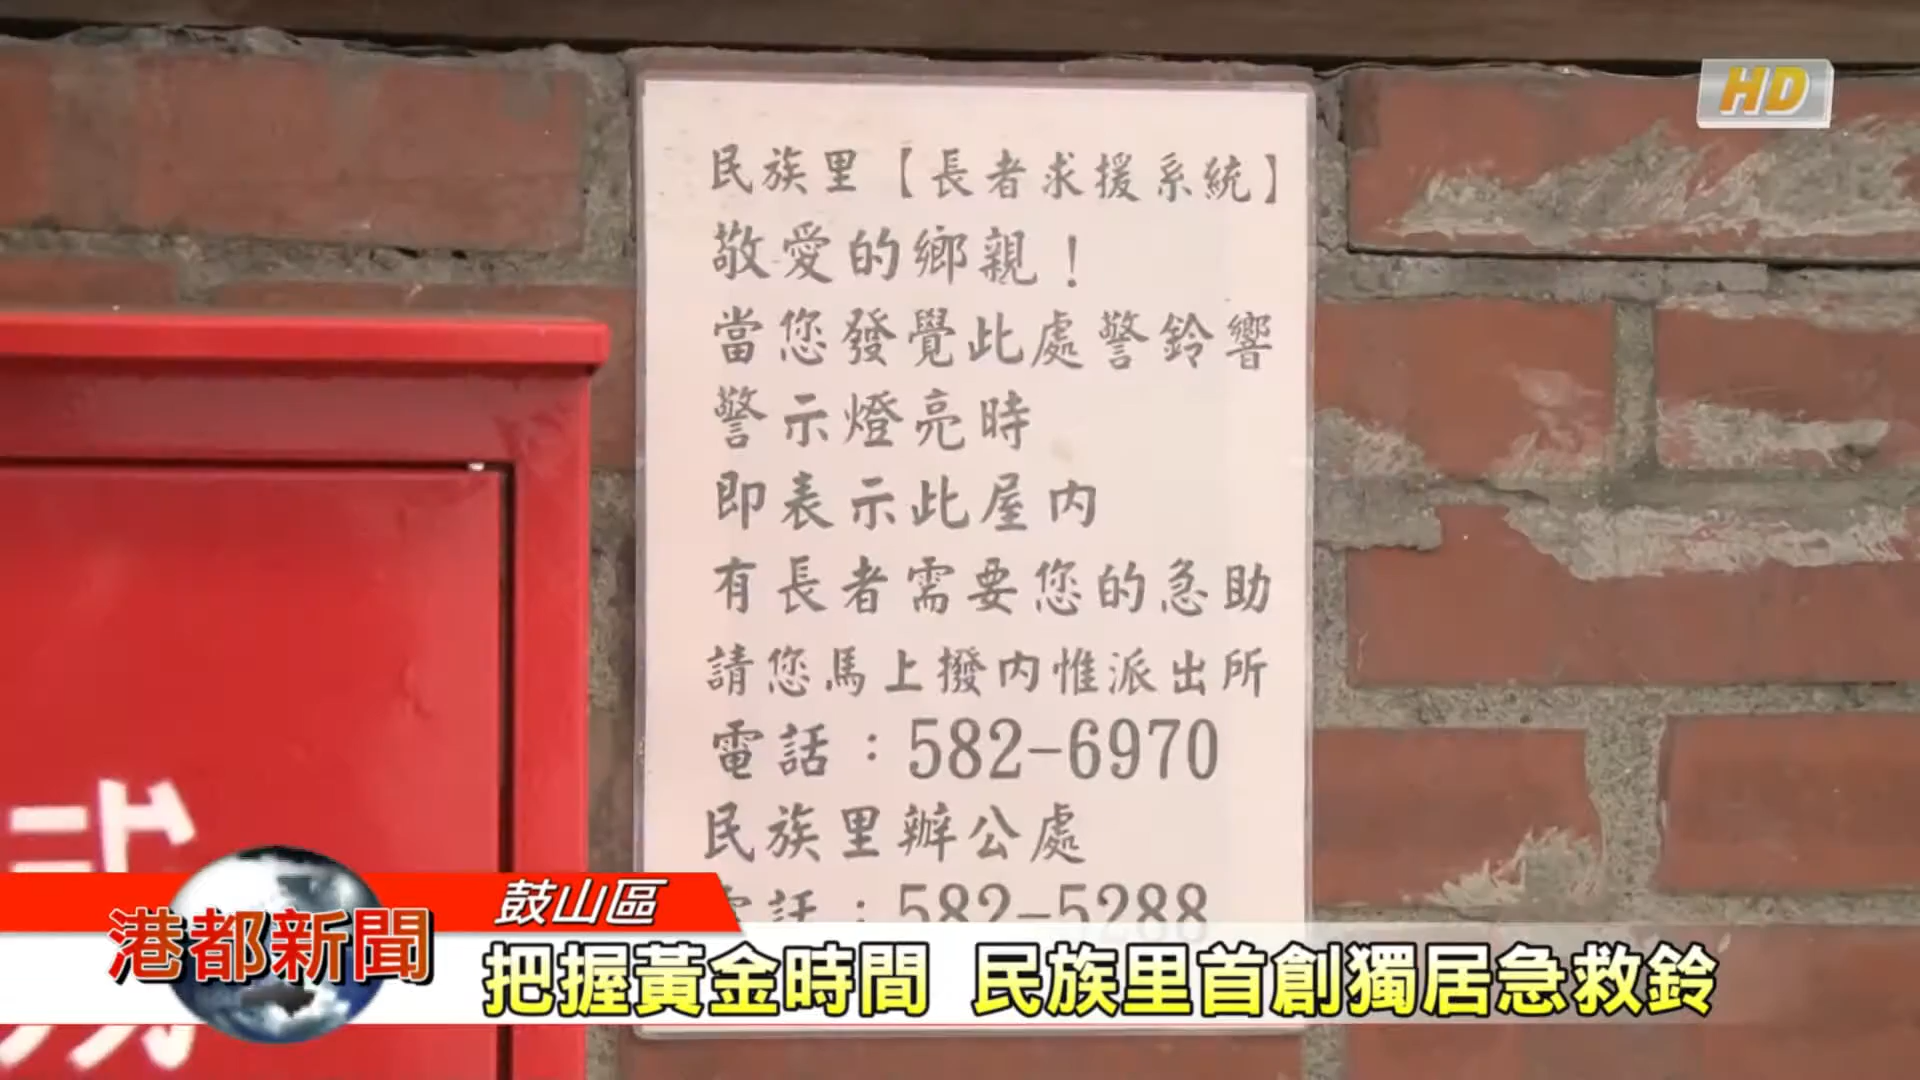 HD
民族里【長者求援系統】
敬愛的鄉親！
當您發覺此處警鈴響
警示燈亮時
即表示此屋內
有長者需要您的急助
請您馬上撥內惟派出所
電話：582-6970
民族里辦公處
電話：582-5288
鼓山區
港都新聞
把握黃金時間 民族里首創獨居急救鈴